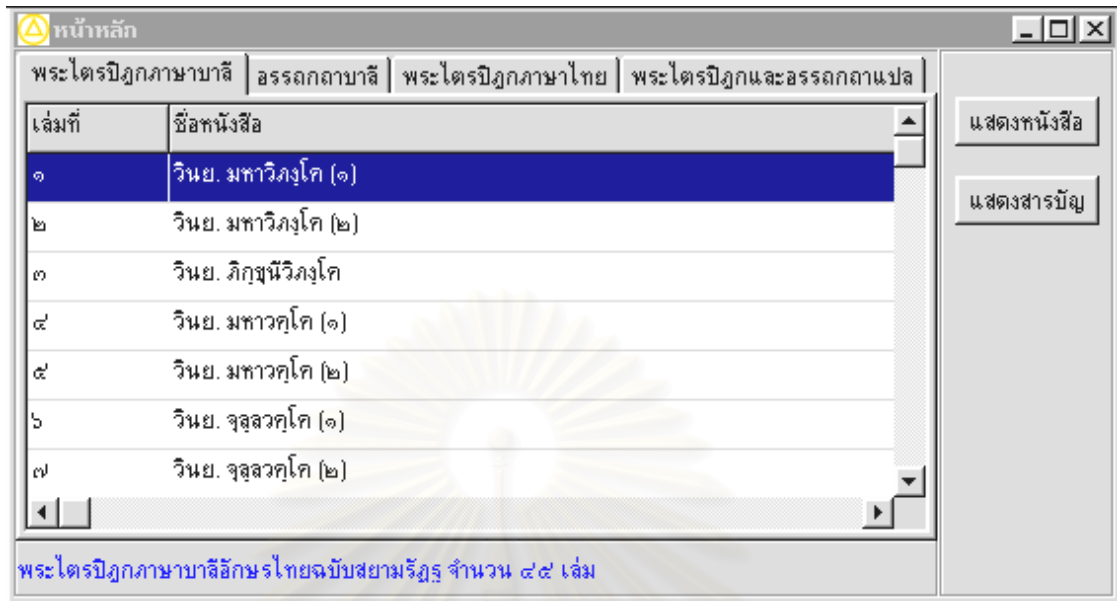 หน้าหลัก
พระไตรปิฎกภาษาบาลี อรรถกถาบาลี พระไตรปิฎกภาษาไทย พระไตรปิฎกและอรรถกถาแปล
เล่มที่ ชื่อหนังสือ
๑ วินย. มหาวิภงฺโค (๑)
๒ วินย. มหาวิภงฺโค (๒)
๓ วินย. ภิกฺขุนีวิภงฺโค
๔ วินย. มหาวคฺโค (๑)
๕ วินย. มหาวคฺโค (๒)
๖ วินย. จุลฺลวคฺโค (๑)
๗ วินย. จุลฺลวคฺโค (๒)
แสดงหนังสือ
แสดงสารบัญ
พระไตรปิฎกภาษาบาลีอักษรไทยฉบับสยามรัฏฐ จำนวน ๔๕ เล่ม